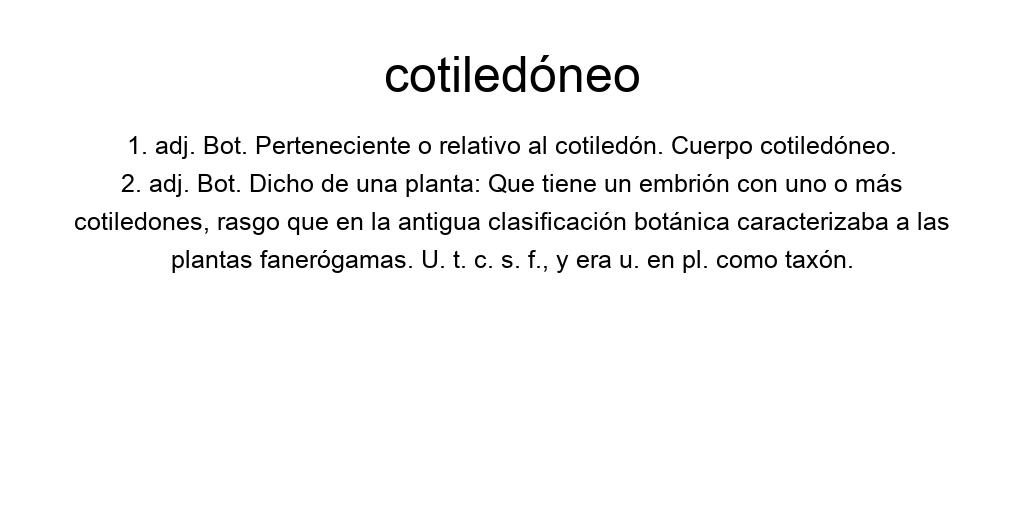 cotiledóneo
1. adj. Bot. Perteneciente o relativo al cotiledón. Cuerpo cotiledóneo.
2. adj. Bot. Dicho de una planta: Que tiene un embrión con uno o más
cotiledones, rasgo que en la antigua clasificación botánica caracterizaba a las
plantas fanerógamas. U. t. c. s. f., y era u. en pl. como taxón.